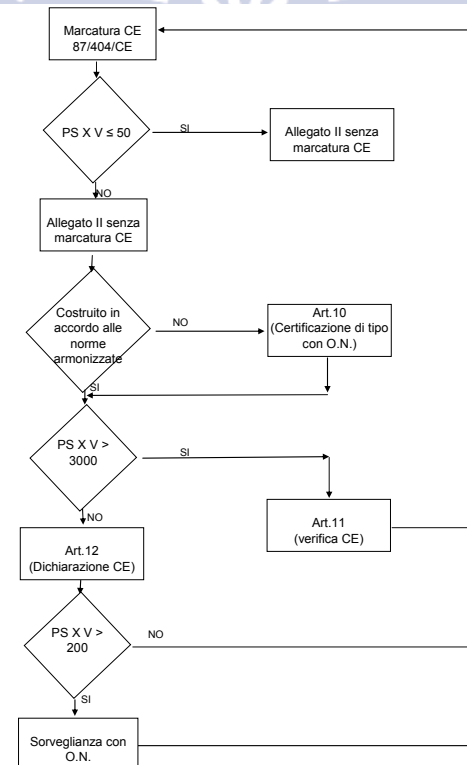 Marcatura CE
87/404/CE
PS X V ≤ 50
SI
Allegato II senza
marcatura CE
NO
Allegato II senza
marcatura CE
Costruito in
accordo alle
norme
armonizzate
NO
Art.10
(Certificazione di tipo
con O.N.)
SI
PS X V >
3000
SI
NO
Art.11
(verifica CE)
Art.12
(Dichiarazione CE)
PS X V >
200
NO
SI
Sorveglianza con
O.N.